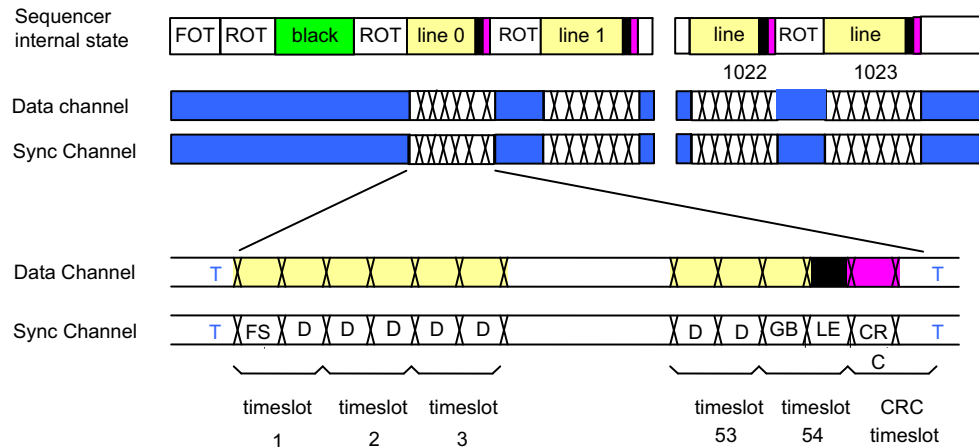 Sequencer
internal state
FOT ROT black ROT line 0 ROT line 1 line ROT line
1022 1023
Data channel
Sync Channel
Data Channel T T
Sync Channel T FS D D D D D D D GB LE CR T
C
timeslot timeslot timeslot timeslot timeslot CRC
1 2 3 53 54 timeslot